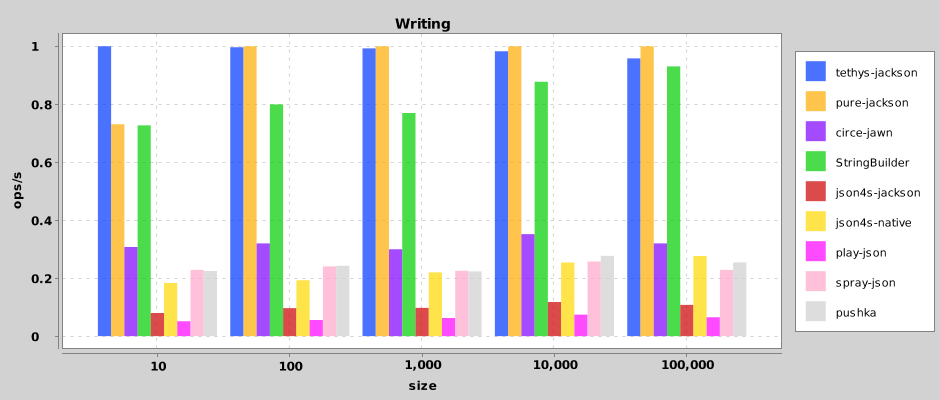 Writing
1
0.8
0.6
0.4
0.2
0
ops/s
10 100 1,000 10,000 100,000
size
tethys-jackson
pure-jackson
circe-jawn
StringBuilder
json4s-jackson
json4s-native
play-json
spray-json
pushka